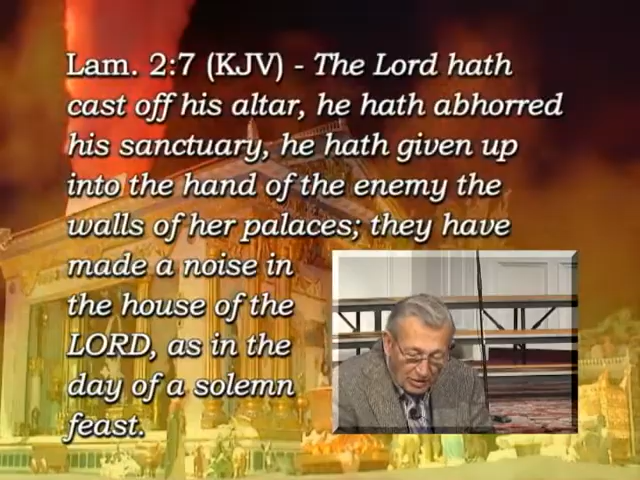 Lam. 2:7 (KJV) - The Lord hath
cast off his altar, he hath abhorred
his sanctuary, he hath given up
into the hand of the enemy the
walls of her palaces; they have
made a noise in
the house of the
LORD, as in the
day of a solemn
feast.